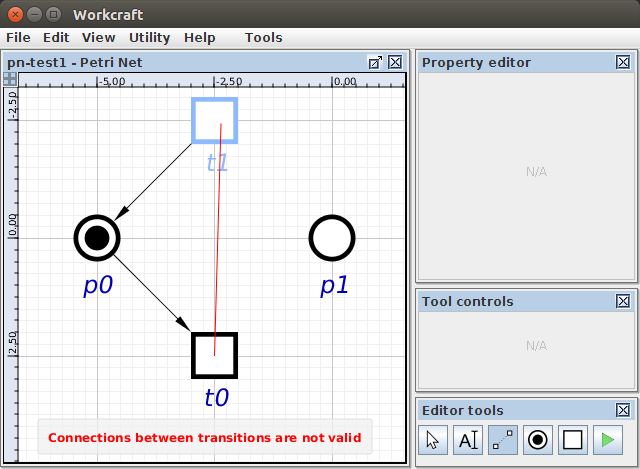 Workcraft
File Edit View Utility Help Tools
pn-test1 - Petri Net
Property editor
-5.00 -2.50 0.00
-2.50
t1
N/A
0.00
p0
p1
Tool controls
N/A
2.50
t0
Editor tools
Connections between transitions are not valid
A